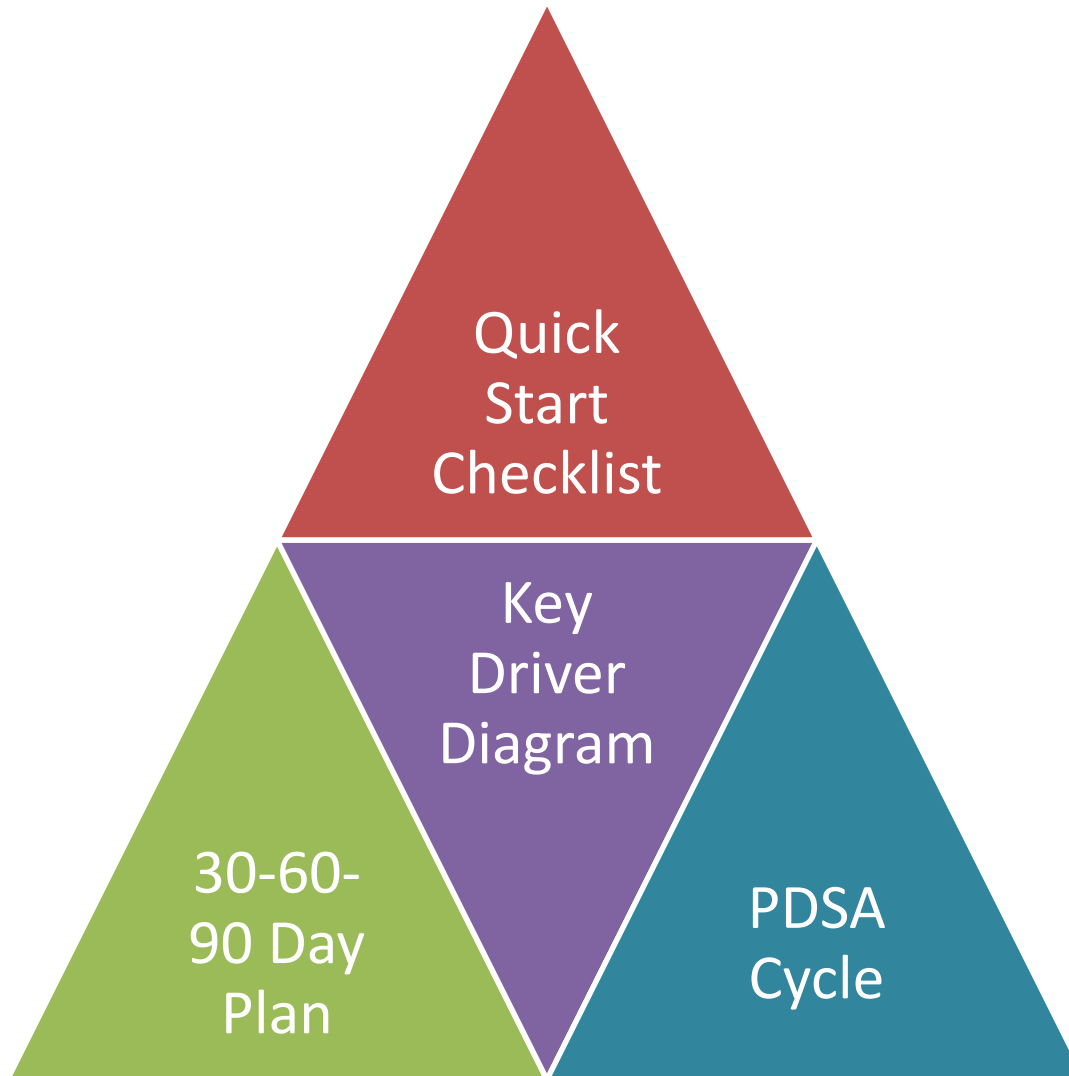 Quick
Start
Checklist
Key
Driver
Diagram
30-60-
90 Day
Plan
PDSA
Cycle